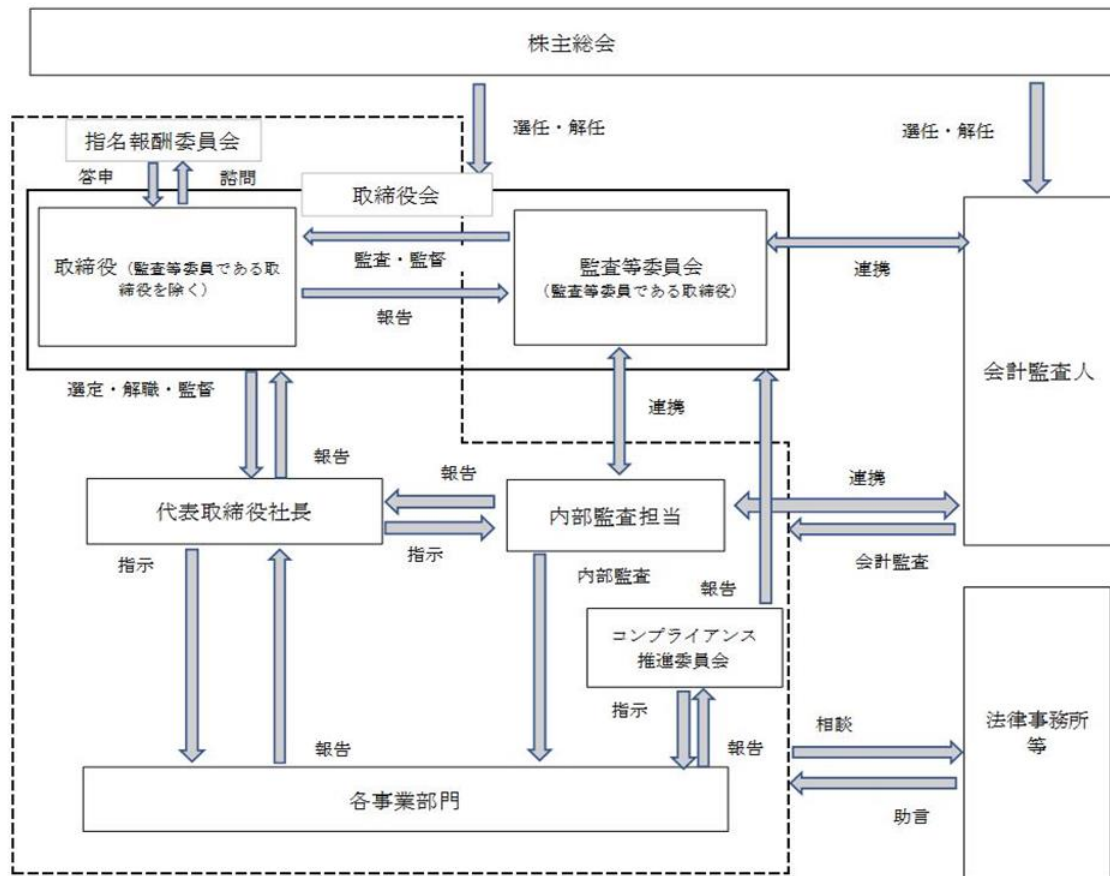 株主総会
選任・解任
選任・解任
指名報酬委員会
答申
諮問
取締役会
取締役(監査等委員である取
締役を除く)
監査・監督
報告
監査等委員会
(監査等委員である取締役)
連携
会計監査人
選定・解職・監督
報告
連携
代表取締役社長
報告
指示
内部監査担当
連携
会計監査
指示
内部監査
報告
コンプライアンス
推進委員会
指示
報告
報告
各事業部門
相談
助言
法律事務所
等